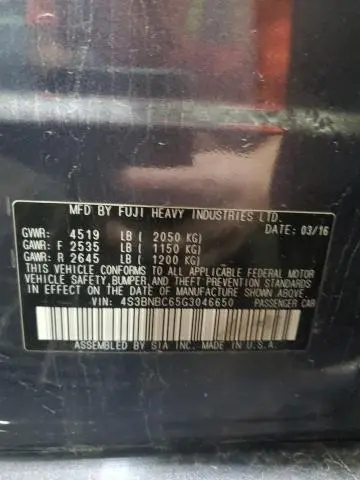 MFD BY FUJI HEAVY INDUSTRIES LTD.
GVWR: 4519 LB ( 2050 KG) DATE: 03/16
GAWR: F 2535 LB ( 1150 KG)
GAWR: R 2645 LB ( 1200 KG)
THIS VEHICLE CONFORMS TO ALL APPLICABLE FEDERAL MOTOR
VEHICLE SAFETY, BUMPER, AND THEFT PREVENTION STANDARDS
IN EFFECT ON THE DATE OF MANUFACTURE SHOWN ABOVE.
VIN: 4S3BNBC65G3046650 PASSENGER CAR
ASSEMBLED BY SIA INC. MADE IN U.S.A.